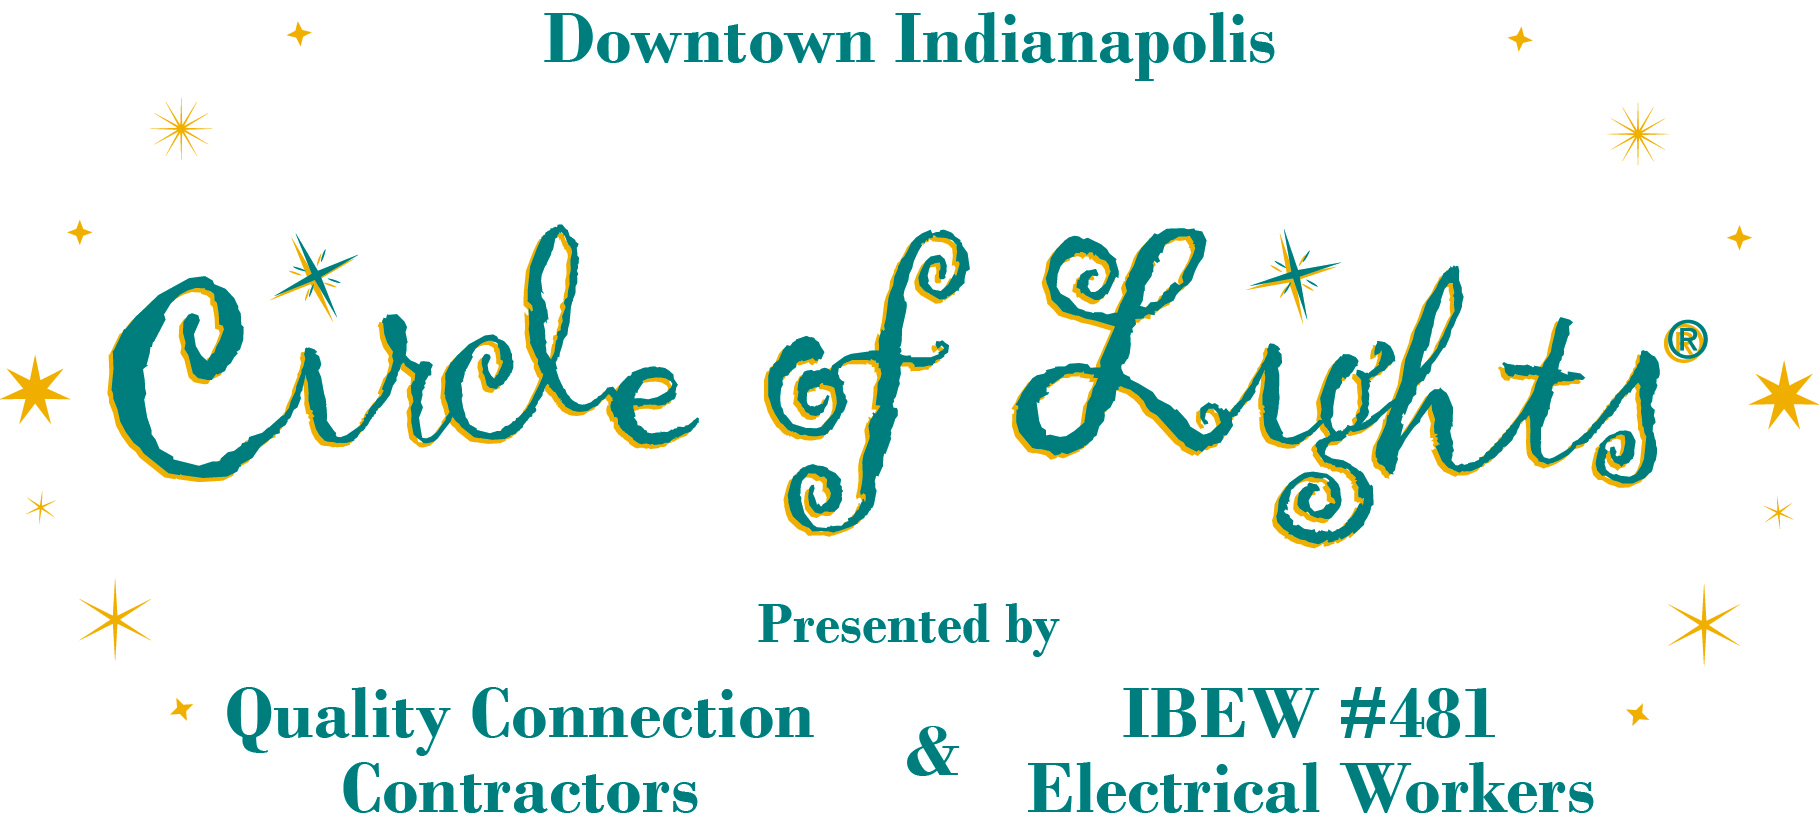 Downtown Indianapolis
Circle of Lights®
Presented by
Quality Connection
Contractors
&
IBEW #481
Electrical Workers